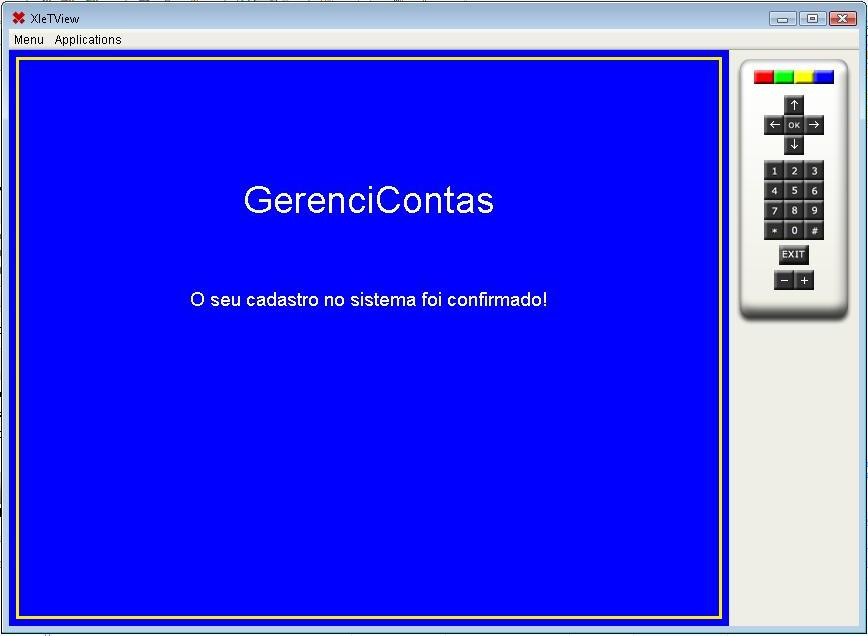 XleTView
Menu Applications
GerenciContas
O seu cadastro no sistema foi confirmado!
↑
← OK →
↓
1 2 3
4 5 6
7 8 9
* 0 #
EXIT
− +